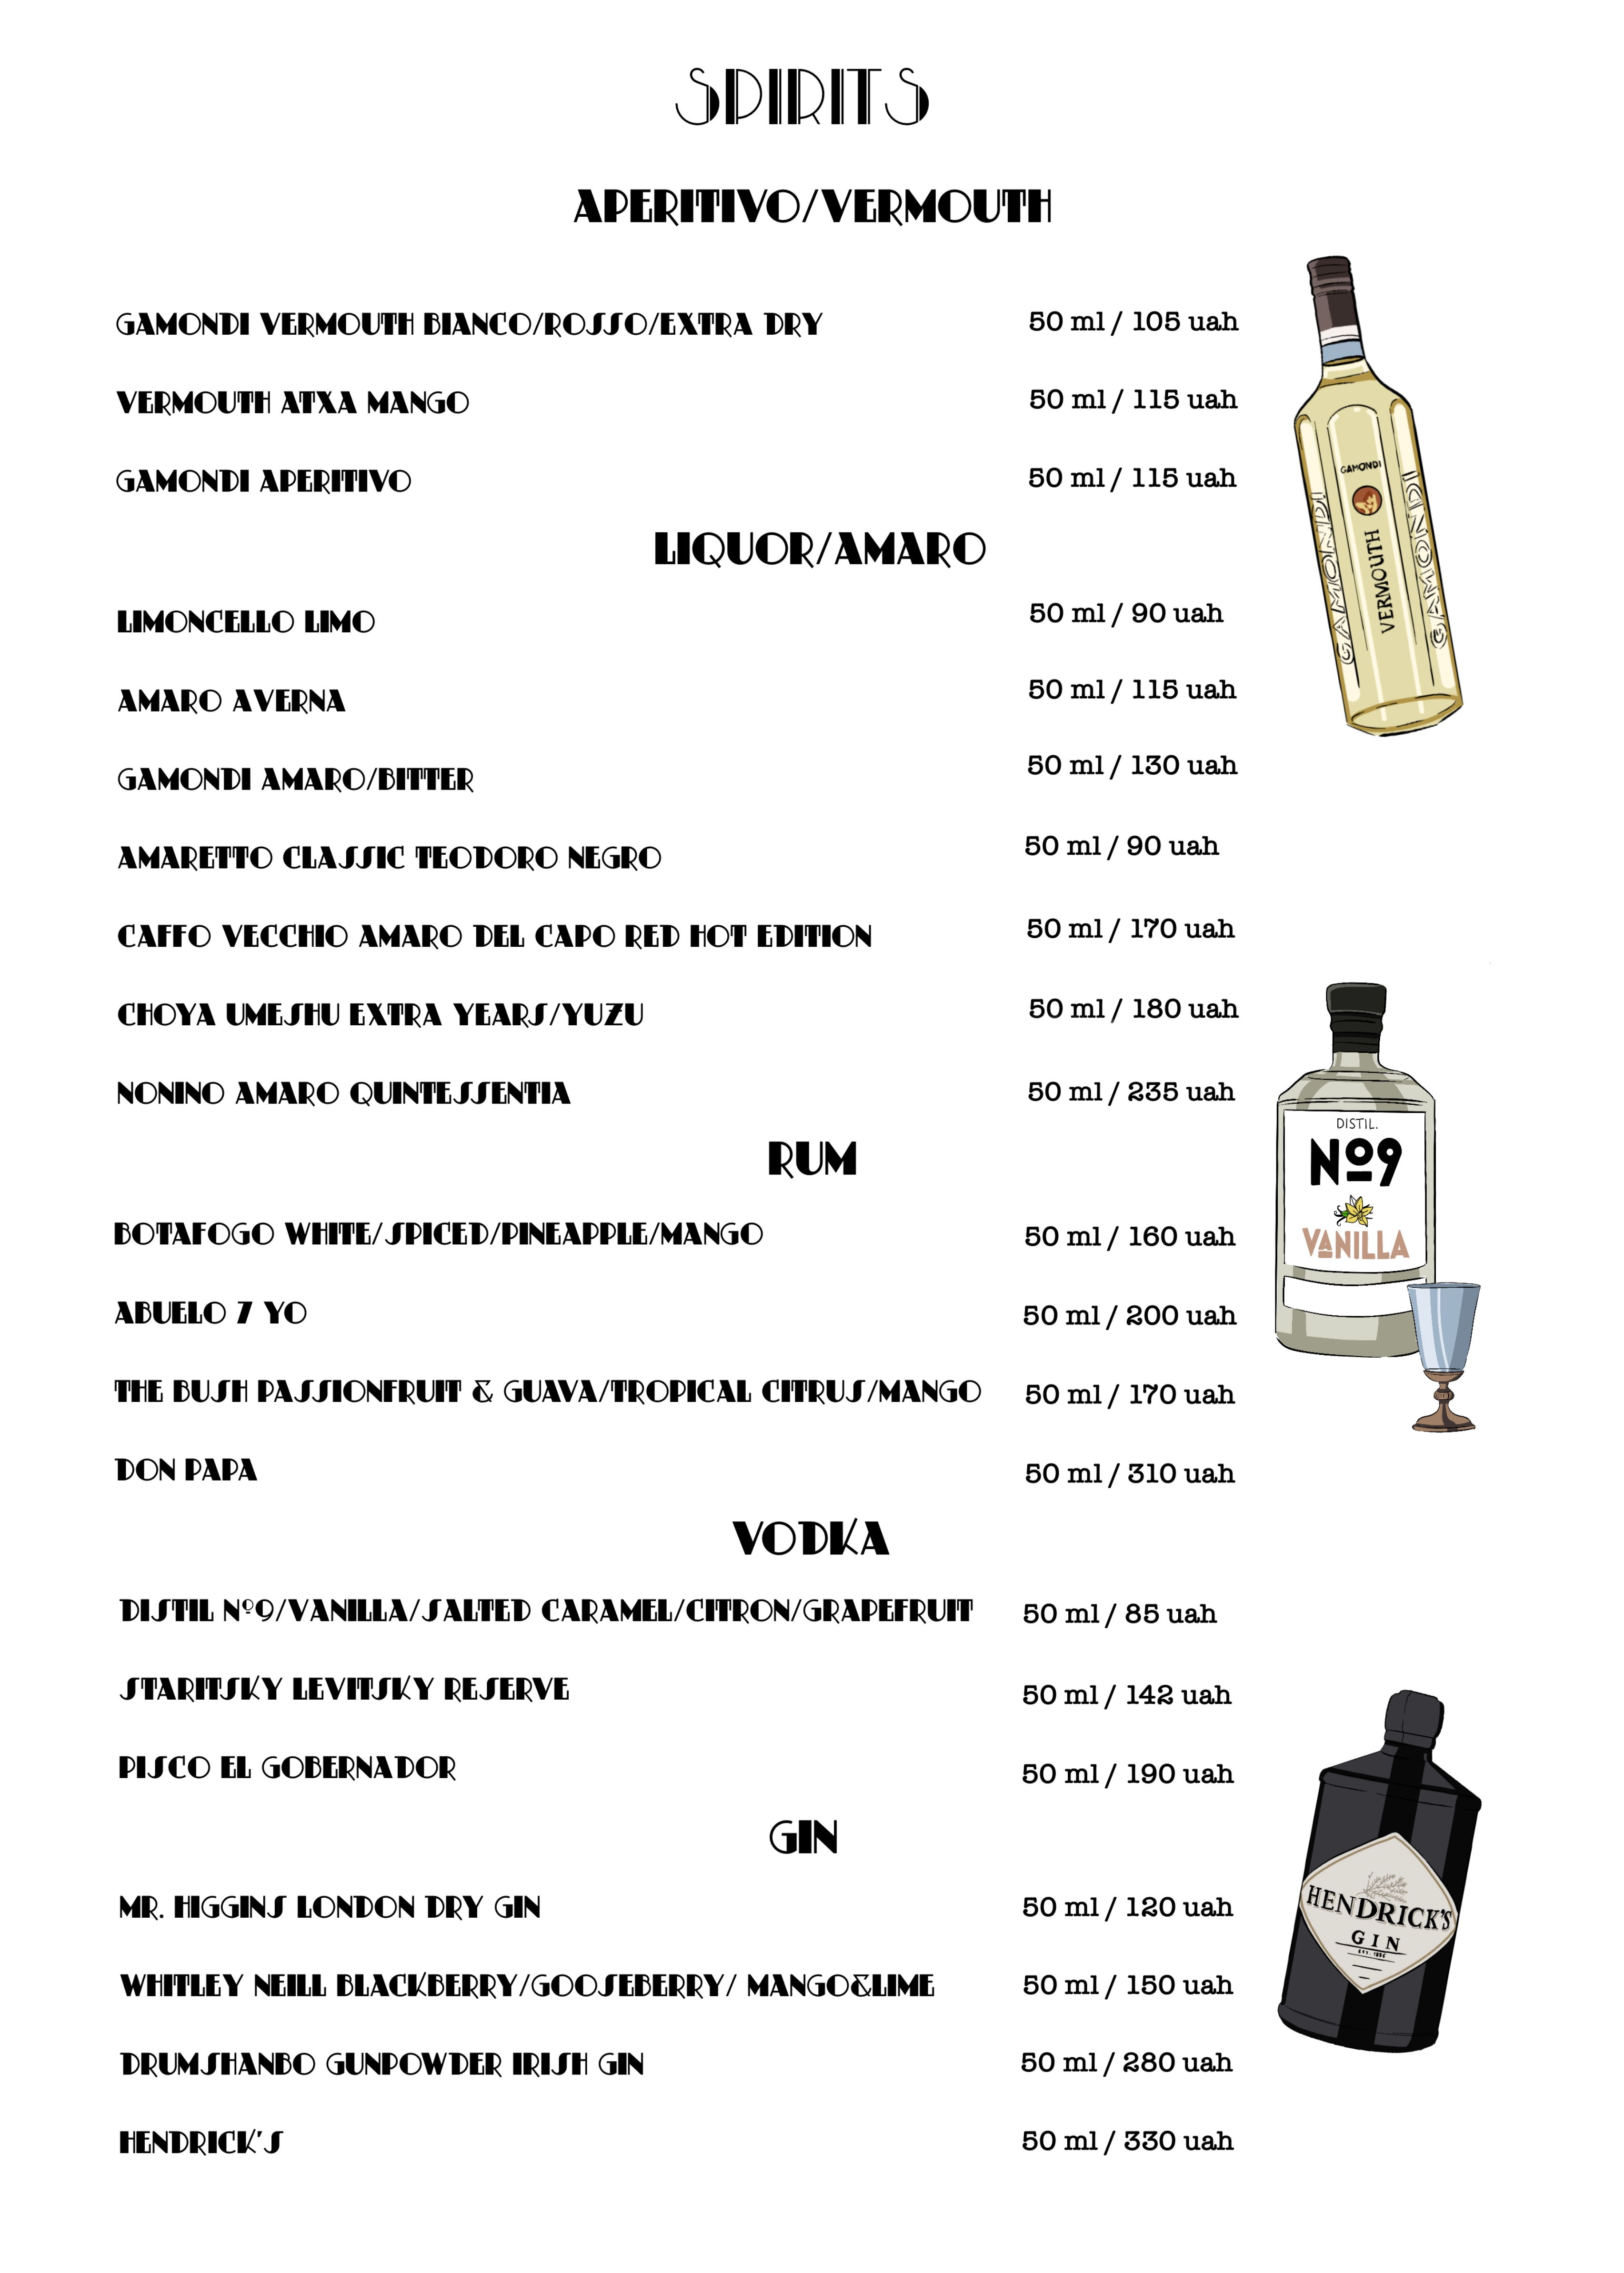 SPIRITS
APERITIVO/VERMOUTH
GAMONDI VERMOUTH BIANCO/ROSSO/EXTRA DRY 50 ml / 105 uah
VERMOUTH ATXA MANGO 50 ml / 115 uah
GAMONDI APERITIVO 50 ml / 115 uah
GAMONDI
GAMONDI
VERMOUTH
GAMONDI
LIQUOR/AMARO
LIMONCELLO LIMO 50 ml / 90 uah
AMARO AVERNA 50 ml / 115 uah
GAMONDI AMARO/BITTER 50 ml / 130 uah
AMARETTO CLASSIC TEODORO NEGRO 50 ml / 90 uah
CAFFO VECCHIO AMARO DEL CAPO RED HOT EDITION 50 ml / 170 uah
CHOYA UMESHU EXTRA YEARS/YUZU 50 ml / 180 uah
NONINO AMARO QUINTESSENTIA 50 ml / 235 uah
DISTIL.
Nº9
VANILLA
RUM
BOTAFOGO WHITE/SPICED/PINEAPPLE/MANGO 50 ml / 160 uah
ABUELO 7 YO 50 ml / 200 uah
THE BUSH PASSIONFRUIT & GUAVA/TROPICAL CITRUS/MANGO 50 ml / 170 uah
DON PAPA 50 ml / 310 uah
VODKA
DISTIL Nº9/VANILLA/SALTED CARAMEL/CITRON/GRAPEFRUIT 50 ml / 85 uah
STARITSKY LEVITSKY RESERVE 50 ml / 142 uah
PISCO EL GOBERNADOR 50 ml / 190 uah
GIN
MR. HIGGINS LONDON DRY GIN 50 ml / 120 uah
WHITLEY NEILL BLACKBERRY/GOOSEBERRY/ MANGO&LIME 50 ml / 150 uah
DRUMSHANBO GUNPOWDER IRISH GIN 50 ml / 280 uah
HENDRICK'S 50 ml / 330 uah
HENDRICK'S
GIN